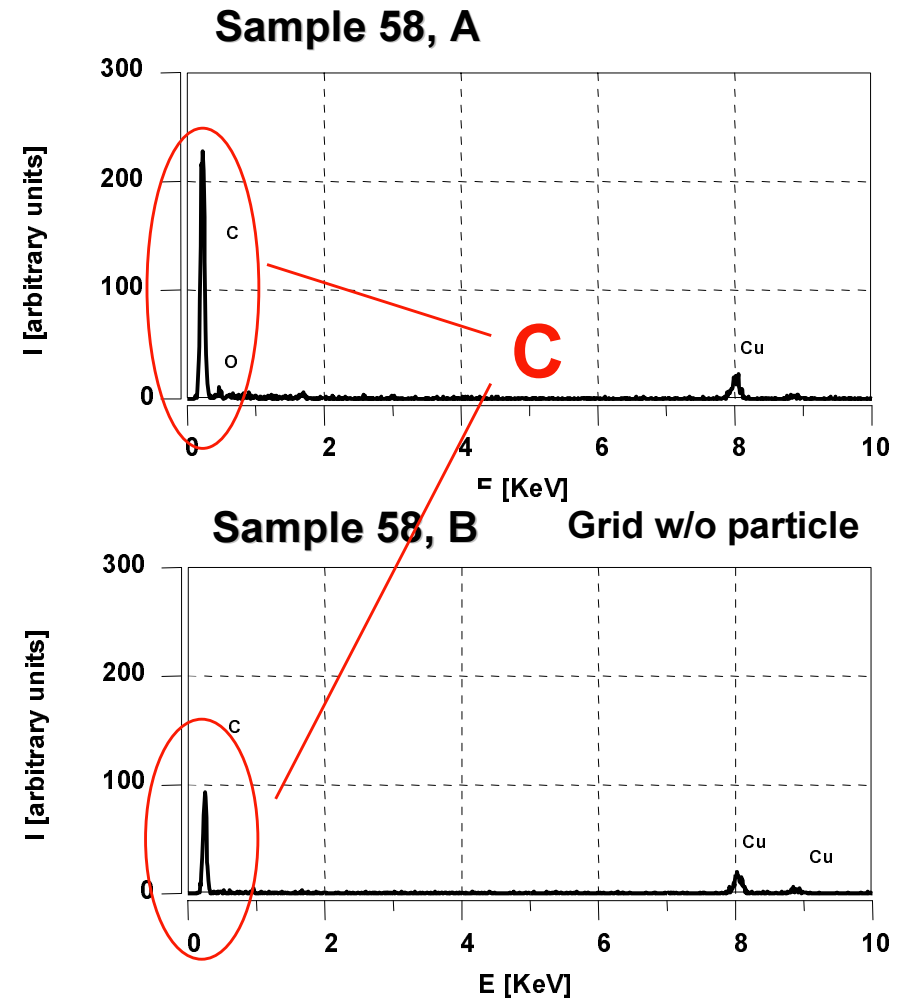 Sample 58, A
300
200
100
0
I [arbitrary units]
C
O
C
Cu
0 2 4 6 8 10
E [KeV]
Sample 58, B Grid w/o particle
300
200
100
0
I [arbitrary units]
C
Cu
Cu
0 2 4 6 8 10
E [KeV]